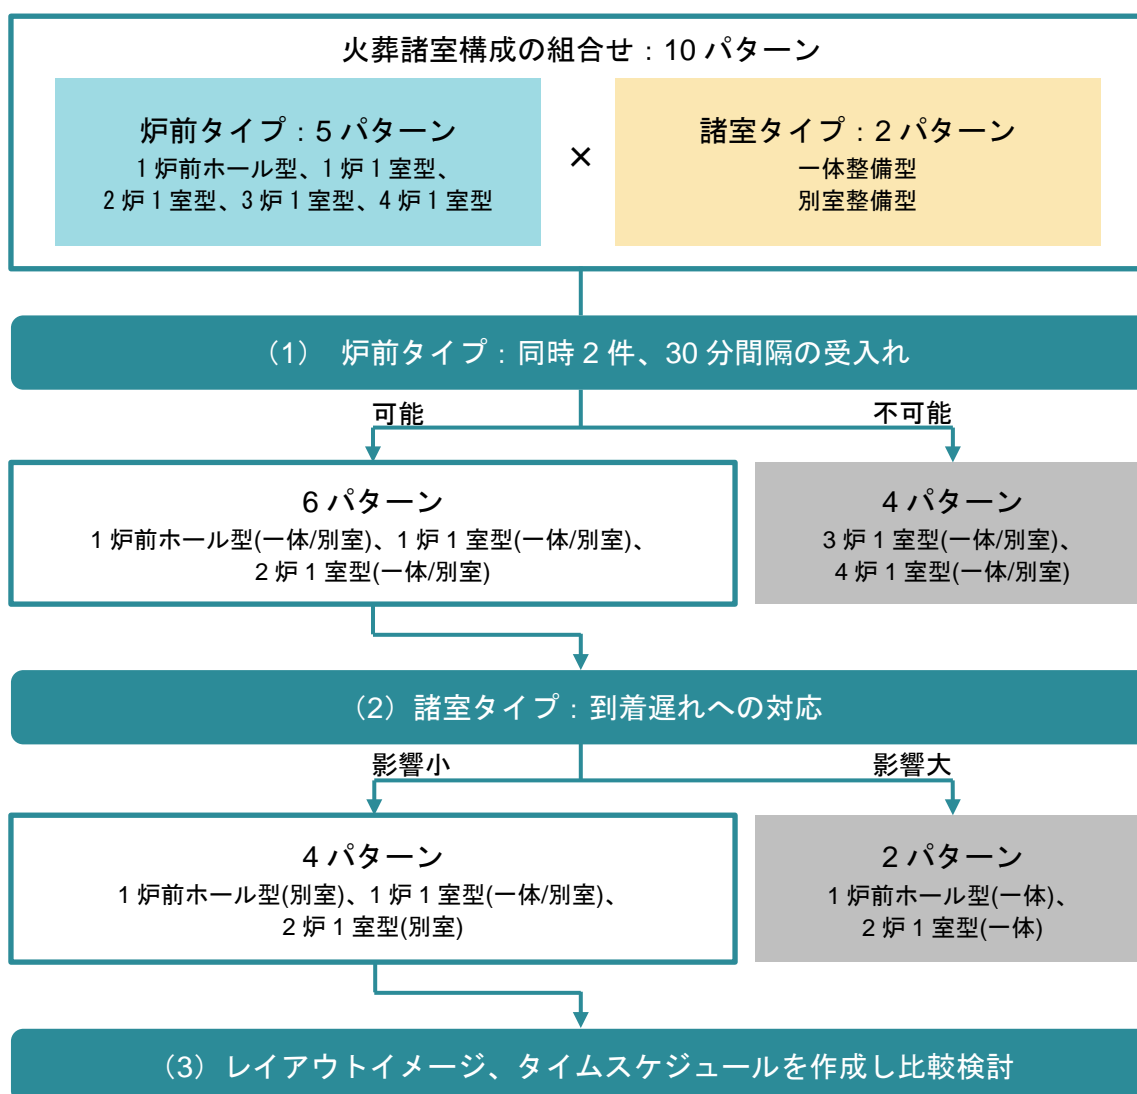 火葬諸室構成の組合せ：10 パターン
炉前タイプ：5 パターン
1 炉前ホール型、1 炉 1 室型、
2 炉 1 室型、3 炉 1 室型、4 炉 1 室型
×
諸室タイプ：2 パターン
一体整備型
別室整備型
（1） 炉前タイプ：同時 2 件、30 分間隔の受入れ
可能
不可能
6 パターン
1 炉前ホール型(一体/別室)、1 炉 1 室型(一体/別室)、
2 炉 1 室型(一体/別室)
4 パターン
3 炉 1 室型(一体/別室)、
4 炉 1 室型(一体/別室)
（2）諸室タイプ：到着遅れへの対応
影響小
影響大
4 パターン
1 炉前ホール型(別室)、1 炉 1 室型(一体/別室)、
2 炉 1 室型(別室)
2 パターン
1 炉前ホール型(一体)、
2 炉 1 室型(一体)
（3）レイアウトイメージ、タイムスケジュールを作成し比較検討